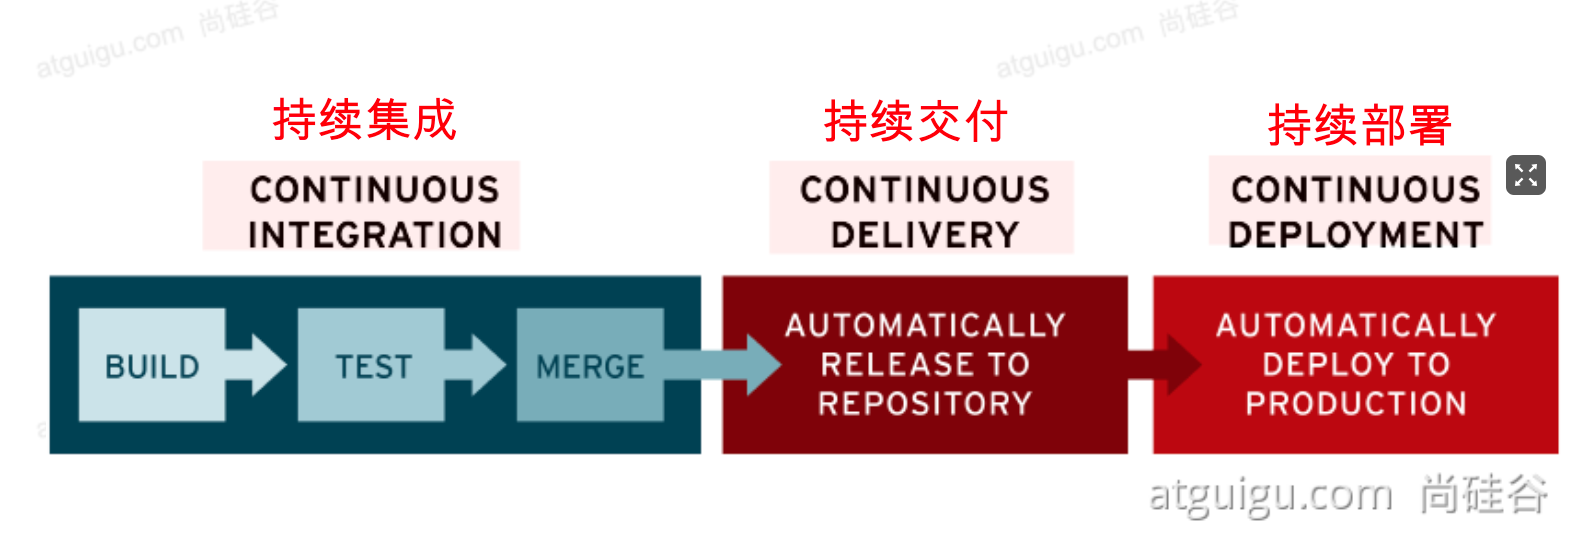 atguigu.com 尚硅谷
atguigu.com 尚硅谷
持续集成
持续交付
持续部署
CONTINUOUS
INTEGRATION
CONTINUOUS
DELIVERY
CONTINUOUS
DEPLOYMENT
BUILD
TEST
MERGE
AUTOMATICALLY
RELEASE TO
REPOSITORY
AUTOMATICALLY
DEPLOY TO
PRODUCTION
atguigu.com 尚硅谷